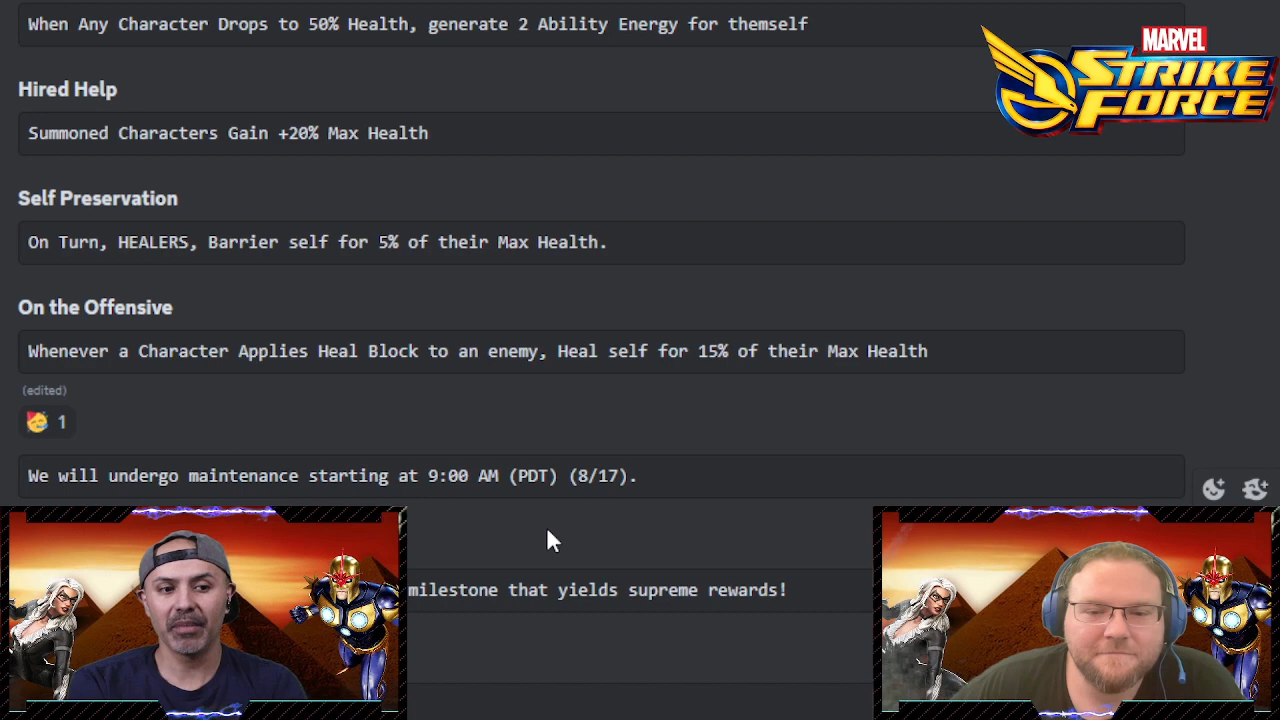 When Any Character Drops to 50% Health, generate 2 Ability Energy for themself
MARVEL
STRIKE
FORCE
Hired Help
Summoned Characters Gain +20% Max Health
Self Preservation
On Turn, HEALERS, Barrier self for 5% of their Max Health.
On the Offensive
Whenever a Character Applies Heal Block to an enemy, Heal self for 15% of their Max Health
(edited)
1
We will undergo maintenance starting at 9:00 AM (PDT) (8/17).
milestone that yields supreme rewards!